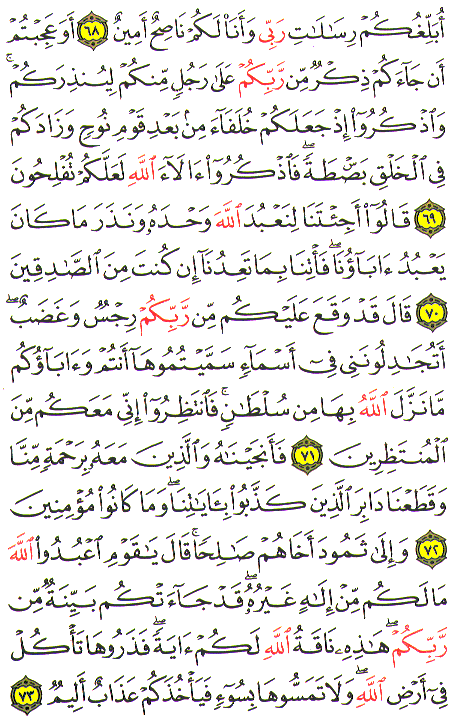 أُبَلِّغُكُمْ رِسَـٰلَـٰتِ رَبِّى وَأَنَا۠ لَكُمْ نَاصِحٌ أَمِينٌ ٦٨ أَوَعَجِبْتُمْ
أَن جَآءَكُمْ ذِكْرٌ مِّن رَّبِّكُمْ عَلَىٰ رَجُلٍ مِّنكُمْ لِيُنذِرَكُمْ ۚ
وَٱذْكُرُوٓا۟ إِذْ جَعَلَكُمْ خُلَفَآءَ مِنۢ بَعْدِ قَوْمِ نُوحٍ وَزَادَكُمْ
فِى ٱلْخَلْقِ بَصْۜطَةً ۖ فَٱذْكُرُوٓا۟ ءَالَآءَ ٱللَّهِ لَعَلَّكُمْ تُفْلِحُونَ
٦٩ قَالُوٓا۟ أَجِئْتَنَا لِنَعْبُدَ ٱللَّهَ وَحْدَهُۥ وَنَذَرَ مَا كَانَ
يَعْبُدُ ءَابَآؤُنَا ۖ فَأْتِنَا بِمَا تَعِدُنَآ إِن كُنتَ مِنَ ٱلصَّـٰدِقِينَ
٧٠ قَالَ قَدْ وَقَعَ عَلَيْكُم مِّن رَّبِّكُمْ رِجْسٌ وَغَضَبٌ ۖ
أَتُجَـٰدِلُونَنِى فِىٓ أَسْمَآءٍ سَمَّيْتُمُوهَآ أَنتُمْ وَءَابَآؤُكُم
مَّا نَزَّلَ ٱللَّهُ بِهَا مِن سُلْطَـٰنٍ ۚ فَٱنتَظِرُوٓا۟ إِنِّى مَعَكُم مِّنَ
ٱلْمُنتَظِرِينَ ٧١ فَأَنجَيْنَـٰهُ وَٱلَّذِينَ مَعَهُۥ بِرَحْمَةٍ مِّنَّا
وَقَطَعْنَا دَابِرَ ٱلَّذِينَ كَذَّبُوا۟ بِـَٔايَـٰتِنَا ۖ وَمَا كَانُوا۟ مُؤْمِنِينَ
٧٢ وَإِلَىٰ ثَمُودَ أَخَاهُمْ صَـٰلِحًا ۗ قَالَ يَـٰقَوْمِ ٱعْبُدُوا۟ ٱللَّهَ
مَا لَكُم مِّنْ إِلَـٰهٍ غَيْرُهُۥ ۖ قَدْ جَآءَتْكُم بَيِّنَةٌ مِّن
رَّبِّكُمْ ۖ هَـٰذِهِۦ نَاقَةُ ٱللَّهِ لَكُمْ ءَايَةً ۖ فَذَرُوهَا تَأْكُلْ
فِىٓ أَرْضِ ٱللَّهِ ۖ وَلَا تَمَسُّوهَا بِسُوٓءٍ فَيَأْخُذَكُمْ عَذَابٌ أَلِيمٌ ٧٣